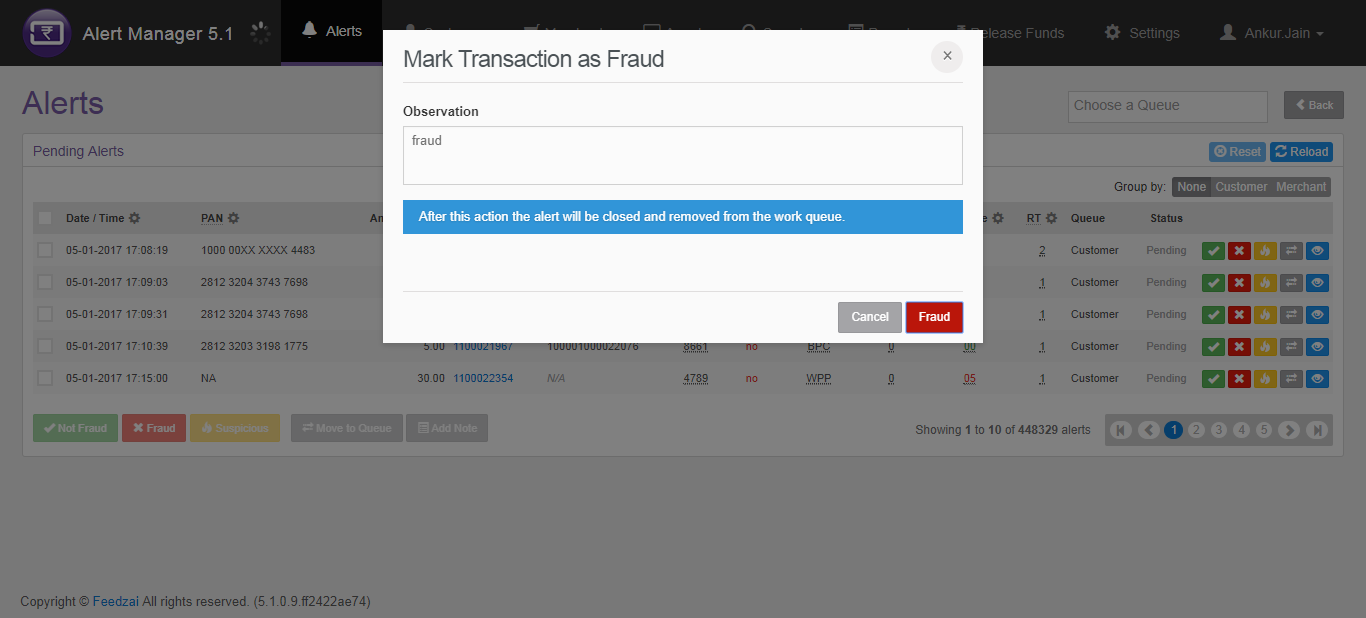 Alert Manager 5.1
Alerts
Release Funds
Settings
Ankur.Jain
Mark Transaction as Fraud
×
Alerts
Choose a Queue
Back
Observation
fraud
Pending Alerts
Reset
Reload
Group by: None Customer Merchant
After this action the alert will be closed and removed from the work queue.
Date / Time PAN RT Queue Status
05-01-2017 17:08:19 1000 00XX XXXX 4483 2 Customer Pending
05-01-2017 17:09:03 2812 3204 3743 7698 1 Customer Pending
05-01-2017 17:09:31 2812 3204 3743 7698 1 Customer Pending
Cancel
Fraud
05-01-2017 17:10:39 2812 3203 3198 1775 5.00 1100021967 100001000022076 8661 no BPC 0 00 1 Customer Pending
05-01-2017 17:15:00 NA 30.00 1100022354 N/A 4789 no WPP 0 05 1 Customer Pending
Not Fraud Fraud Suspicious Move to Queue Add Note
Showing 1 to 10 of 448329 alerts
1 2 3 4 5
Copyright © Feedzai All rights reserved. (5.1.0.9.ff2422ae74)